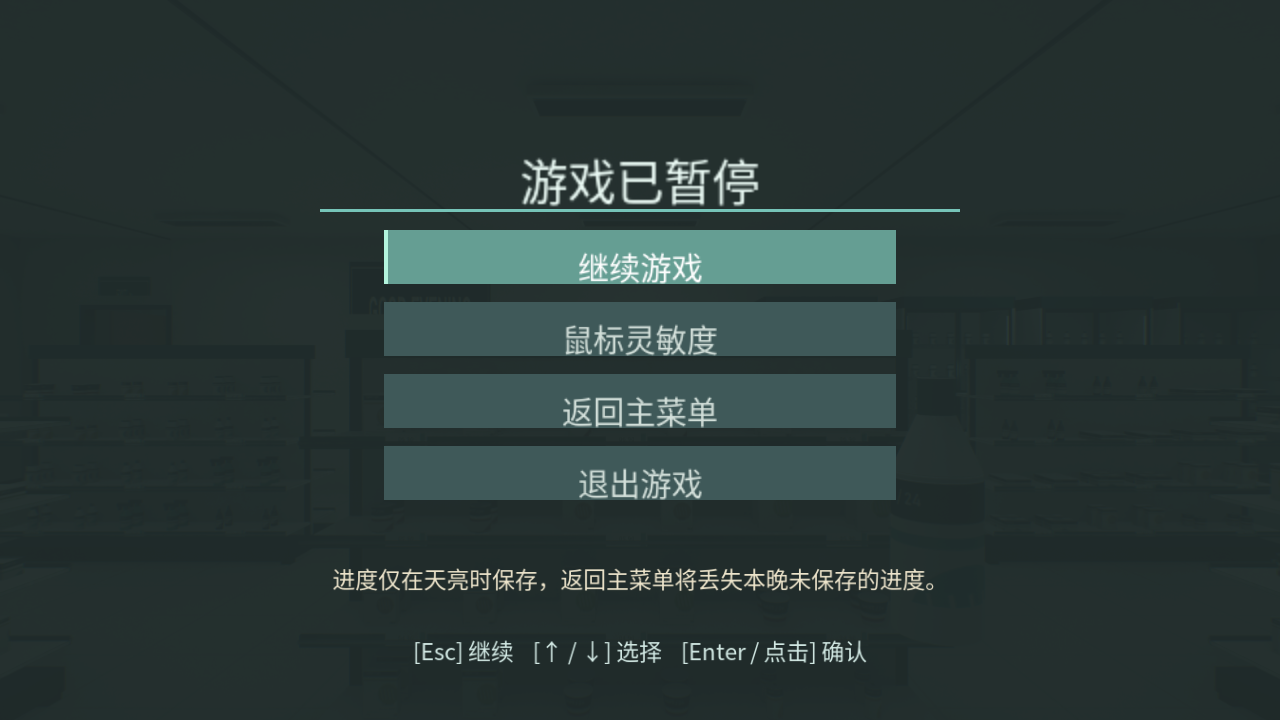 游戏已暂停
继续游戏
鼠标灵敏度
返回主菜单
退出游戏
进度仅在天亮时保存，返回主菜单将丢失本晚未保存的进度。
[Esc] 继续 [↑ / ↓] 选择 [Enter / 点击] 确认